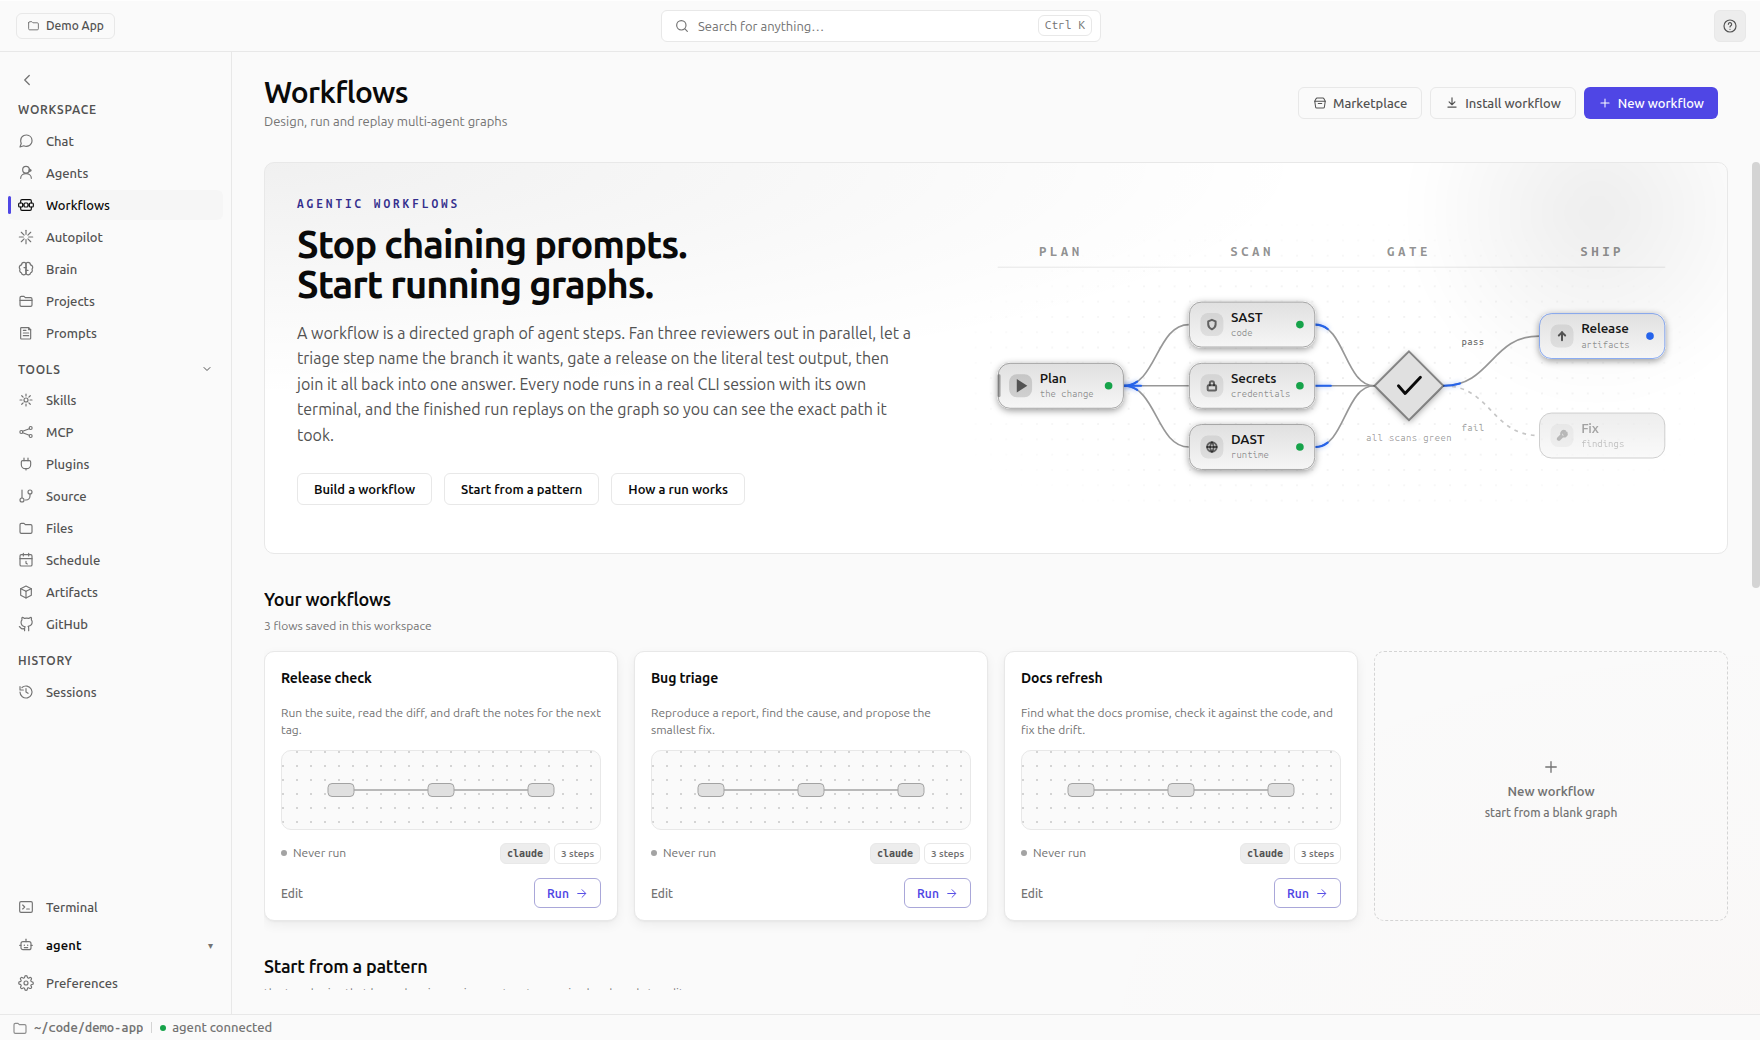 Demo App
Search for anything...
Ctrl K
WORKSPACE
Chat
Agents
Workflows
Autopilot
Brain
Projects
Prompts
TOOLS
Skills
MCP
Plugins
Source
Files
Schedule
Artifacts
GitHub
HISTORY
Sessions
Terminal
agent
Preferences
Workflows
Design, run and replay multi-agent graphs
Marketplace
Install workflow
New workflow
AGENTIC WORKFLOWS
Stop chaining prompts.
Start running graphs.
A workflow is a directed graph of agent steps. Fan three reviewers out in parallel, let a
triage step name the branch it wants, gate a release on the literal test output, then
join it all back into one answer. Every node runs in a real CLI session with its own
terminal, and the finished run replays on the graph so you can see the exact path it
took.
Build a workflow
Start from a pattern
How a run works
PLAN
SCAN
GATE
SHIP
Plan
the change
SAST
code
Secrets
credentials
DAST
runtime
all scans green
pass
fail
Release
artifacts
Fix
findings
Your workflows
3 flows saved in this workspace
Release check
Run the suite, read the diff, and draft the notes for the next
tag.
Never run
claude
3 steps
Edit
Run
Bug triage
Reproduce a report, find the cause, and propose the
smallest fix.
Never run
claude
3 steps
Edit
Run
Docs refresh
Find what the docs promise, check it against the code, and
fix the drift.
Never run
claude
3 steps
Edit
Run
New workflow
start from a blank graph
Start from a pattern
~/code/demo-app
agent connected